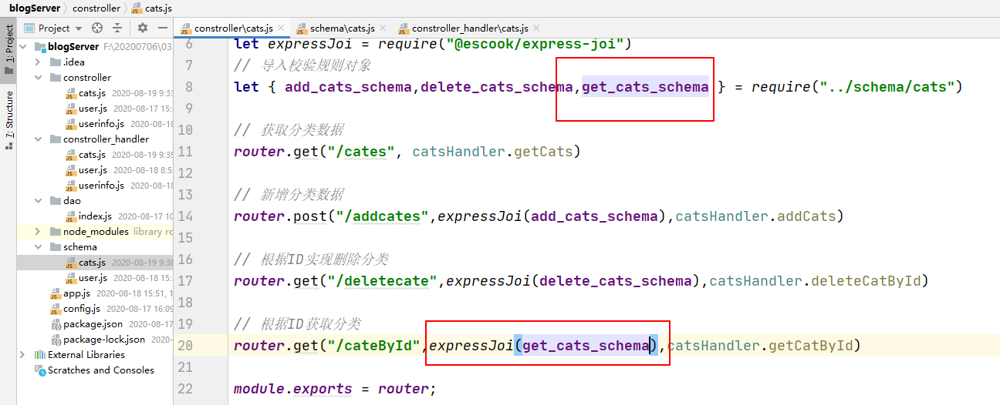 blogServer > constroller > cats.js
Project
constroller\cats.js
schema\cats.js
constroller_handler\cats.js
1: Project
7: Structure
blogServer F:\20200706\03
.idea
constroller
cats.js 2020-08-19 9:33
user.js 2020-08-17 15:4
userinfo.js 2020-08-18
constroller_handler
cats.js 2020-08-19 9:35
user.js 2020-08-18 8:5
userinfo.js 2020-08-18
dao
index.js 2020-08-17 10
node_modules library ro
schema
cats.js 2020-08-19 9:38
user.js 2020-08-18 15:
app.js 2020-08-18 15:51, 1
config.js 2020-08-17 16:09
package.json 2020-08-17
package-lock.json 2020-
External Libraries
Scratches and Consoles
6 let expressJoi = require("@escook/express-joi")
7 // 导入校验规则对象
8 let { add_cats_schema,delete_cats_schema,get_cats_schema } = require("../schema/cats")
9
10 // 获取分类数据
11 router.get("/cates", catsHandler.getCats)
12
13 // 新增分类数据
14 router.post("/addcates",expressJoi(add_cats_schema),catsHandler.addCats)
15
16 // 根据ID实现删除分类
17 router.get("/deletecate",expressJoi(delete_cats_schema),catsHandler.deleteCatById)
18
19 // 根据ID获取分类
20 router.get("/cateById",expressJoi(get_cats_schema),catsHandler.getCatById)
21
22 module.exports = router;